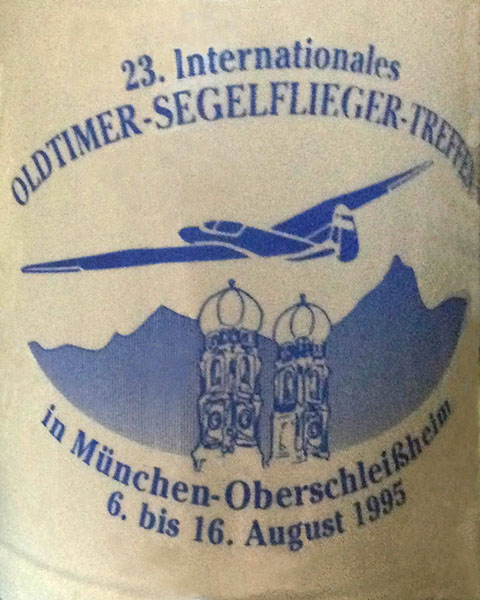 23. Internationales
OLDTIMER-SEGELFLIEGER-TREFFEN
in München-Oberschleißheim
6. bis 16. August 1995